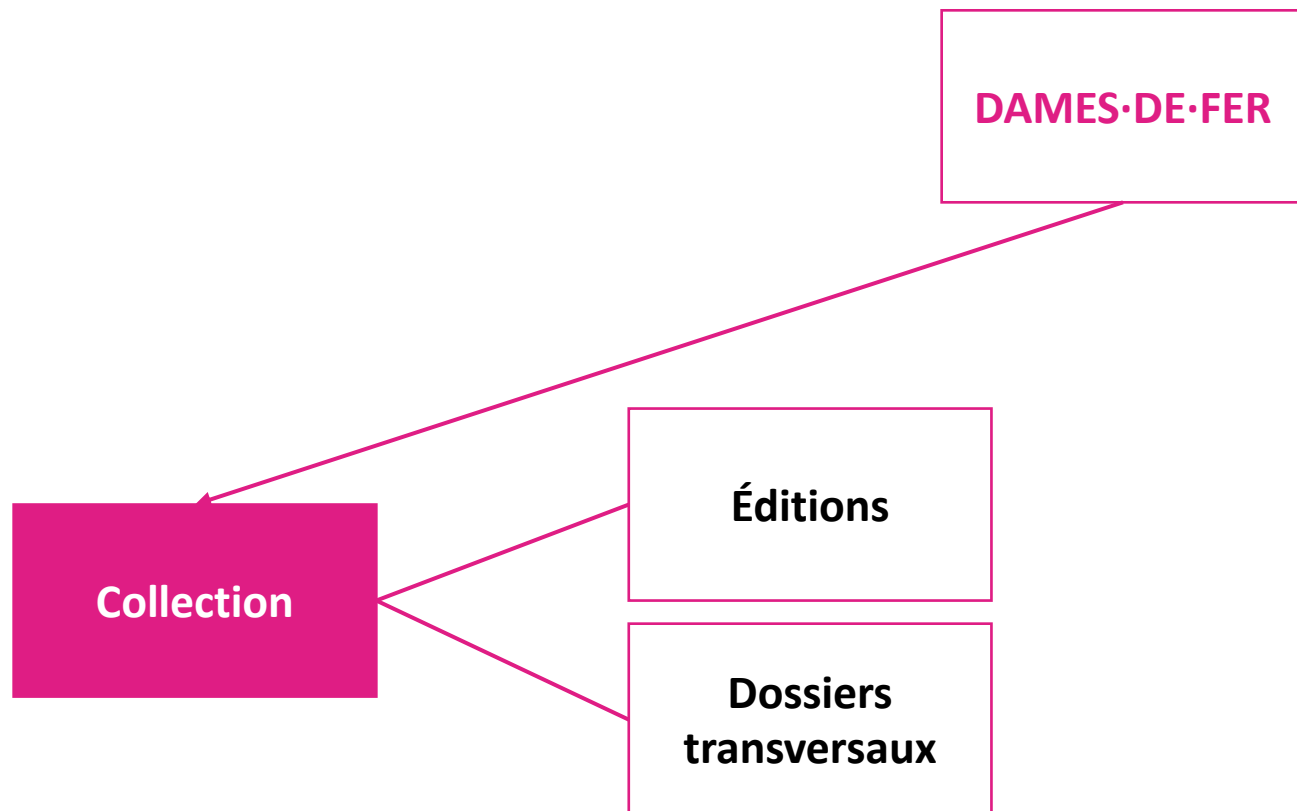 DAMES·DE·FER
Éditions
Collection
Dossiers
transversaux